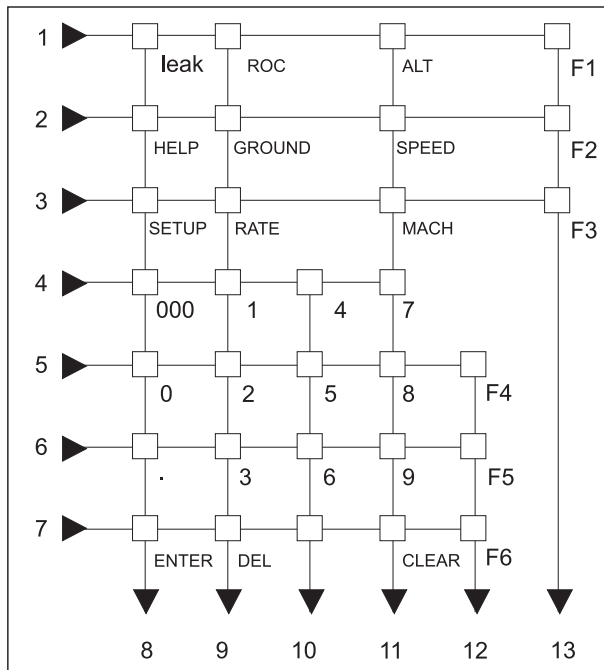 1
leak ROC ALT F1
2
HELP GROUND SPEED F2
3
SETUP RATE MACH F3
4
000 1 4 7
5
0 2 5 8 F4
6
. 3 6 9 F5
7
ENTER DEL CLEAR F6
8 9 10 11 12 13